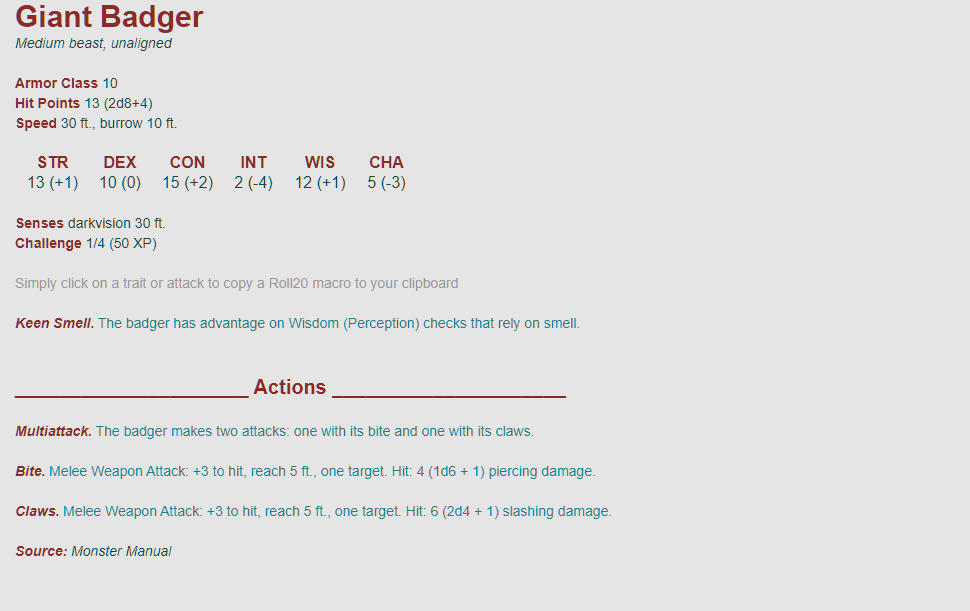 Giant Badger
Medium beast, unaligned
Armor Class 10
Hit Points 13 (2d8+4)
Speed 30 ft., burrow 10 ft.
STR DEX CON INT WIS CHA
13 (+1) 10 (0) 15 (+2) 2 (-4) 12 (+1) 5 (-3)
Senses darkvision 30 ft.
Challenge 1/4 (50 XP)
Simply click on a trait or attack to copy a Roll20 macro to your clipboard
Keen Smell. The badger has advantage on Wisdom (Perception) checks that rely on smell.
_____________________ Actions _____________________
Multiattack. The badger makes two attacks: one with its bite and one with its claws.
Bite. Melee Weapon Attack: +3 to hit, reach 5 ft., one target. Hit: 4 (1d6 + 1) piercing damage.
Claws. Melee Weapon Attack: +3 to hit, reach 5 ft., one target. Hit: 6 (2d4 + 1) slashing damage.
Source: Monster Manual